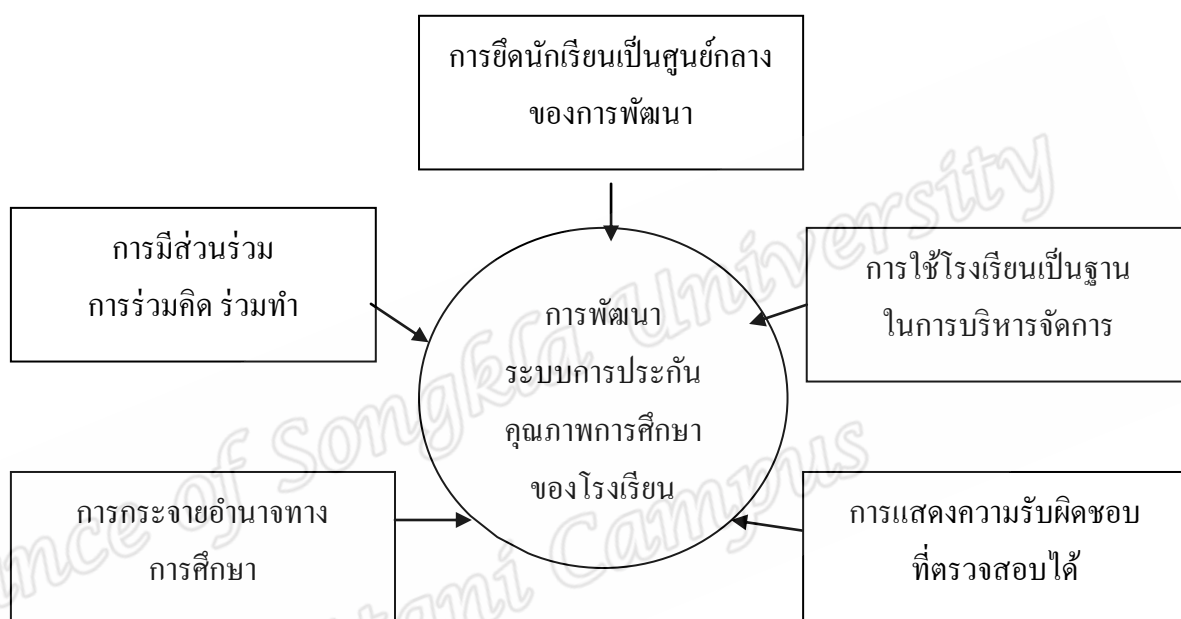 การยึดนักเรียนเป็นศูนย์กลาง
ของการพัฒนา
การมีส่วนร่วม
การร่วมคิด ร่วมทำ
การใช้โรงเรียนเป็นฐาน
ในการบริหารจัดการ
การพัฒนา
ระบบการประกัน
คุณภาพการศึกษา
ของโรงเรียน
การกระจายอำนาจทาง
การศึกษา
การแสดงความรับผิดชอบ
ที่ตรวจสอบได้
of Songkla University
Campus